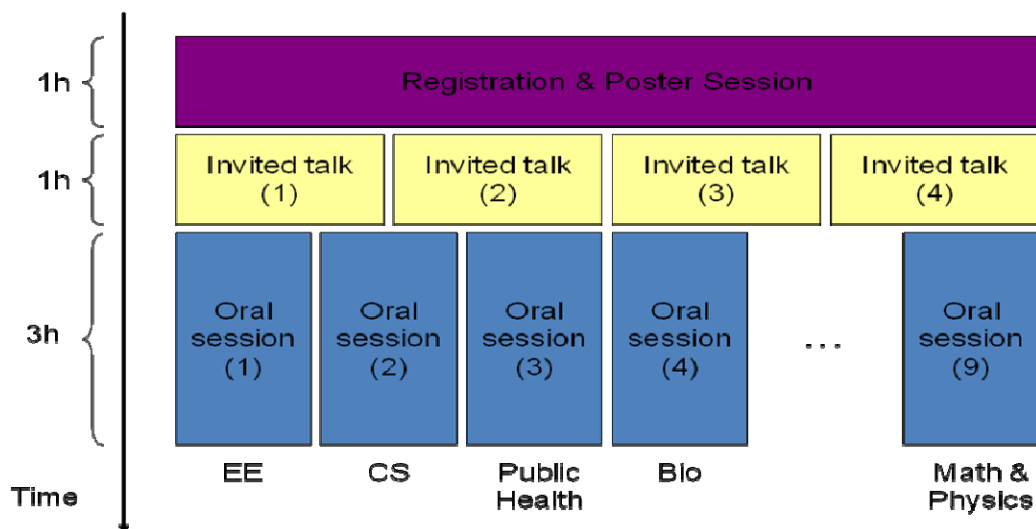 1h
Registration & Poster Session
1h
Invited talk
(1)
Invited talk
(2)
Invited talk
(3)
Invited talk
(4)
3h
Oral
session
(1)
Oral
session
(2)
Oral
session
(3)
Oral
session
(4)
...
Oral
session
(9)
EE
CS
Public
Health
Bio
Math &
Physics
Time